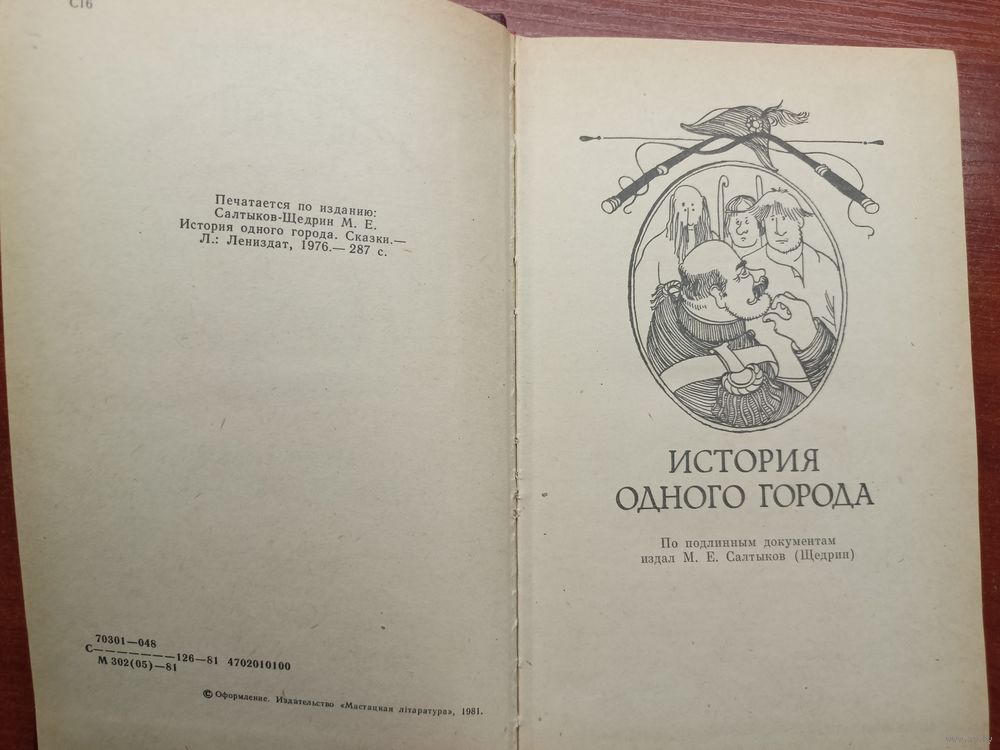 С16
Печатается по изданию:
Салтыков-Щедрин М. Е.
История одного города. Сказки.—
Л.: Лениздат, 1976.— 287 с.
70301—048
С———————126—81 4702010100
М 302(05)—81
© Оформление. Издательство «Мастацкая літаратура», 1981.
ИСТОРИЯ
ОДНОГО ГОРОДА
По подлинным документам
издал М. Е. Салтыков (Щедрин)